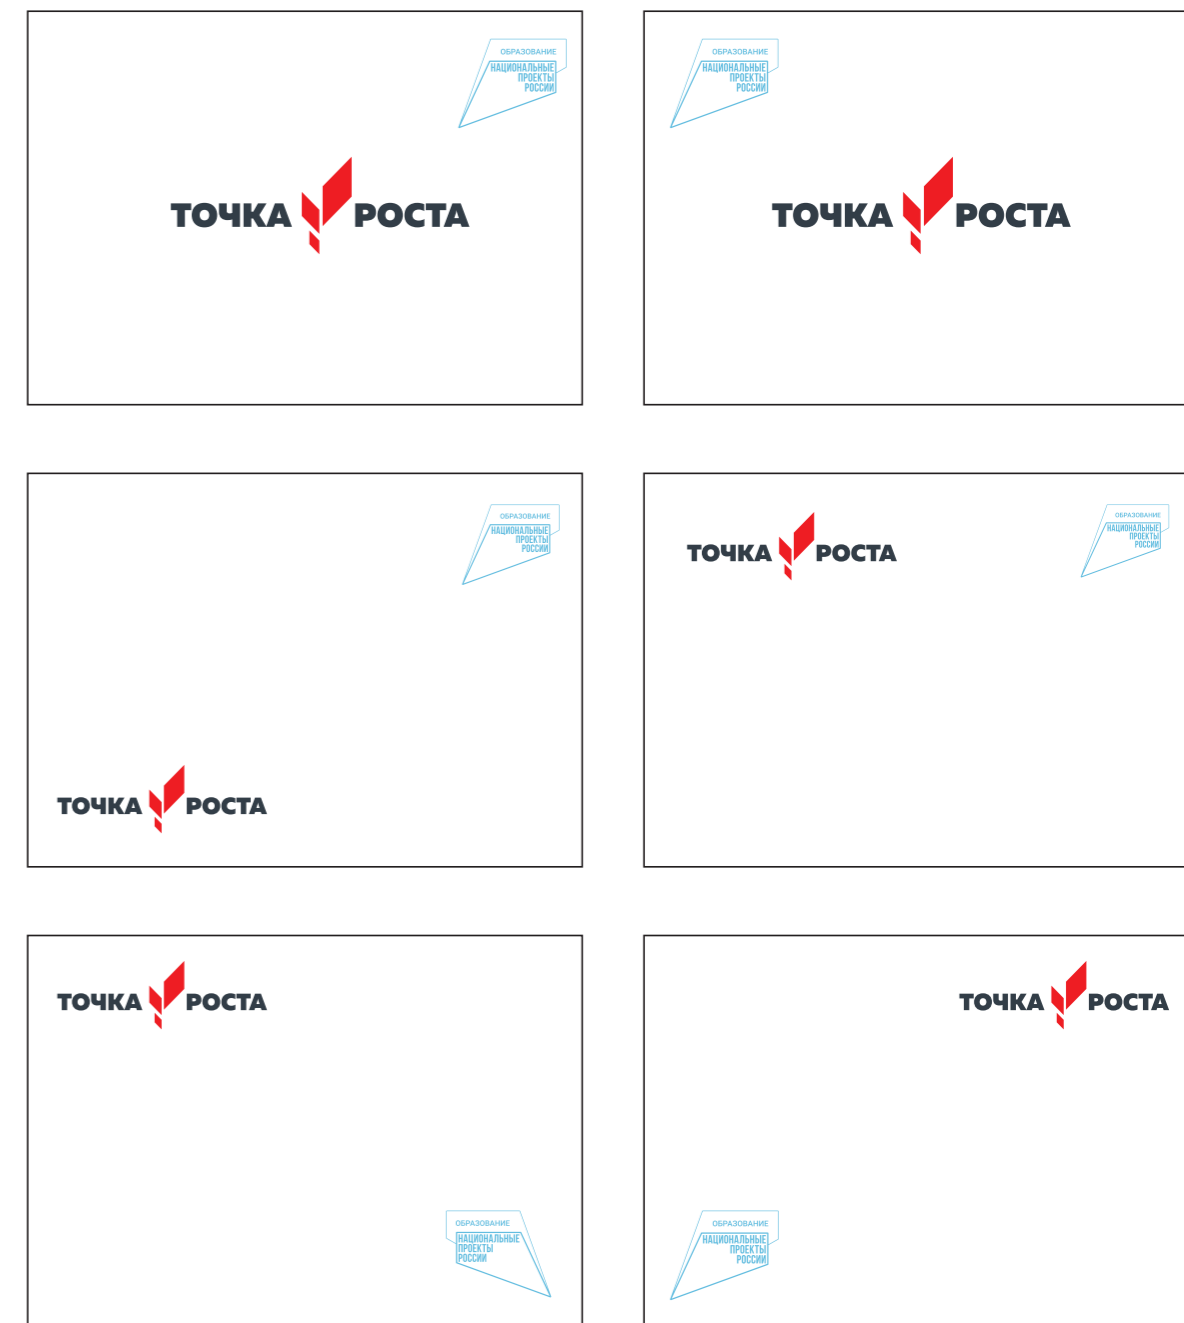 ОБРАЗОВАНИЕ
НАЦИОНАЛЬНЫЕ
ПРОЕКТЫ
РОССИИ
ТОЧКА РОСТА
ОБРАЗОВАНИЕ
НАЦИОНАЛЬНЫЕ
ПРОЕКТЫ
РОССИИ
ТОЧКА РОСТА
ОБРАЗОВАНИЕ
НАЦИОНАЛЬНЫЕ
ПРОЕКТЫ
РОССИИ
ТОЧКА РОСТА
ТОЧКА РОСТА
ОБРАЗОВАНИЕ
НАЦИОНАЛЬНЫЕ
ПРОЕКТЫ
РОССИИ
ТОЧКА РОСТА
ОБРАЗОВАНИЕ
НАЦИОНАЛЬНЫЕ
ПРОЕКТЫ
РОССИИ
ТОЧКА РОСТА
ОБРАЗОВАНИЕ
НАЦИОНАЛЬНЫЕ
ПРОЕКТЫ
РОССИИ